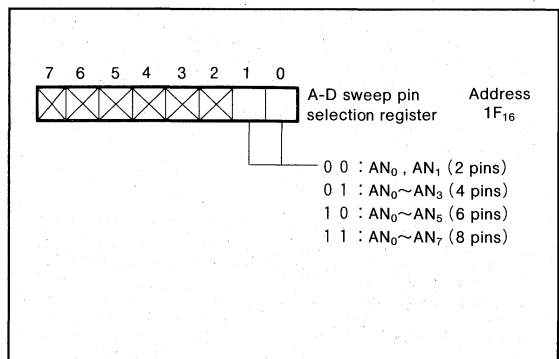 7 6 5 4 3 2 1 0
A-D sweep pin Address
selection register 1F₁₆
0 0 : AN₀ , AN₁ (2 pins)
0 1 : AN₀～AN₃ (4 pins)
1 0 : AN₀～AN₅ (6 pins)
1 1 : AN₀～AN₇ (8 pins)